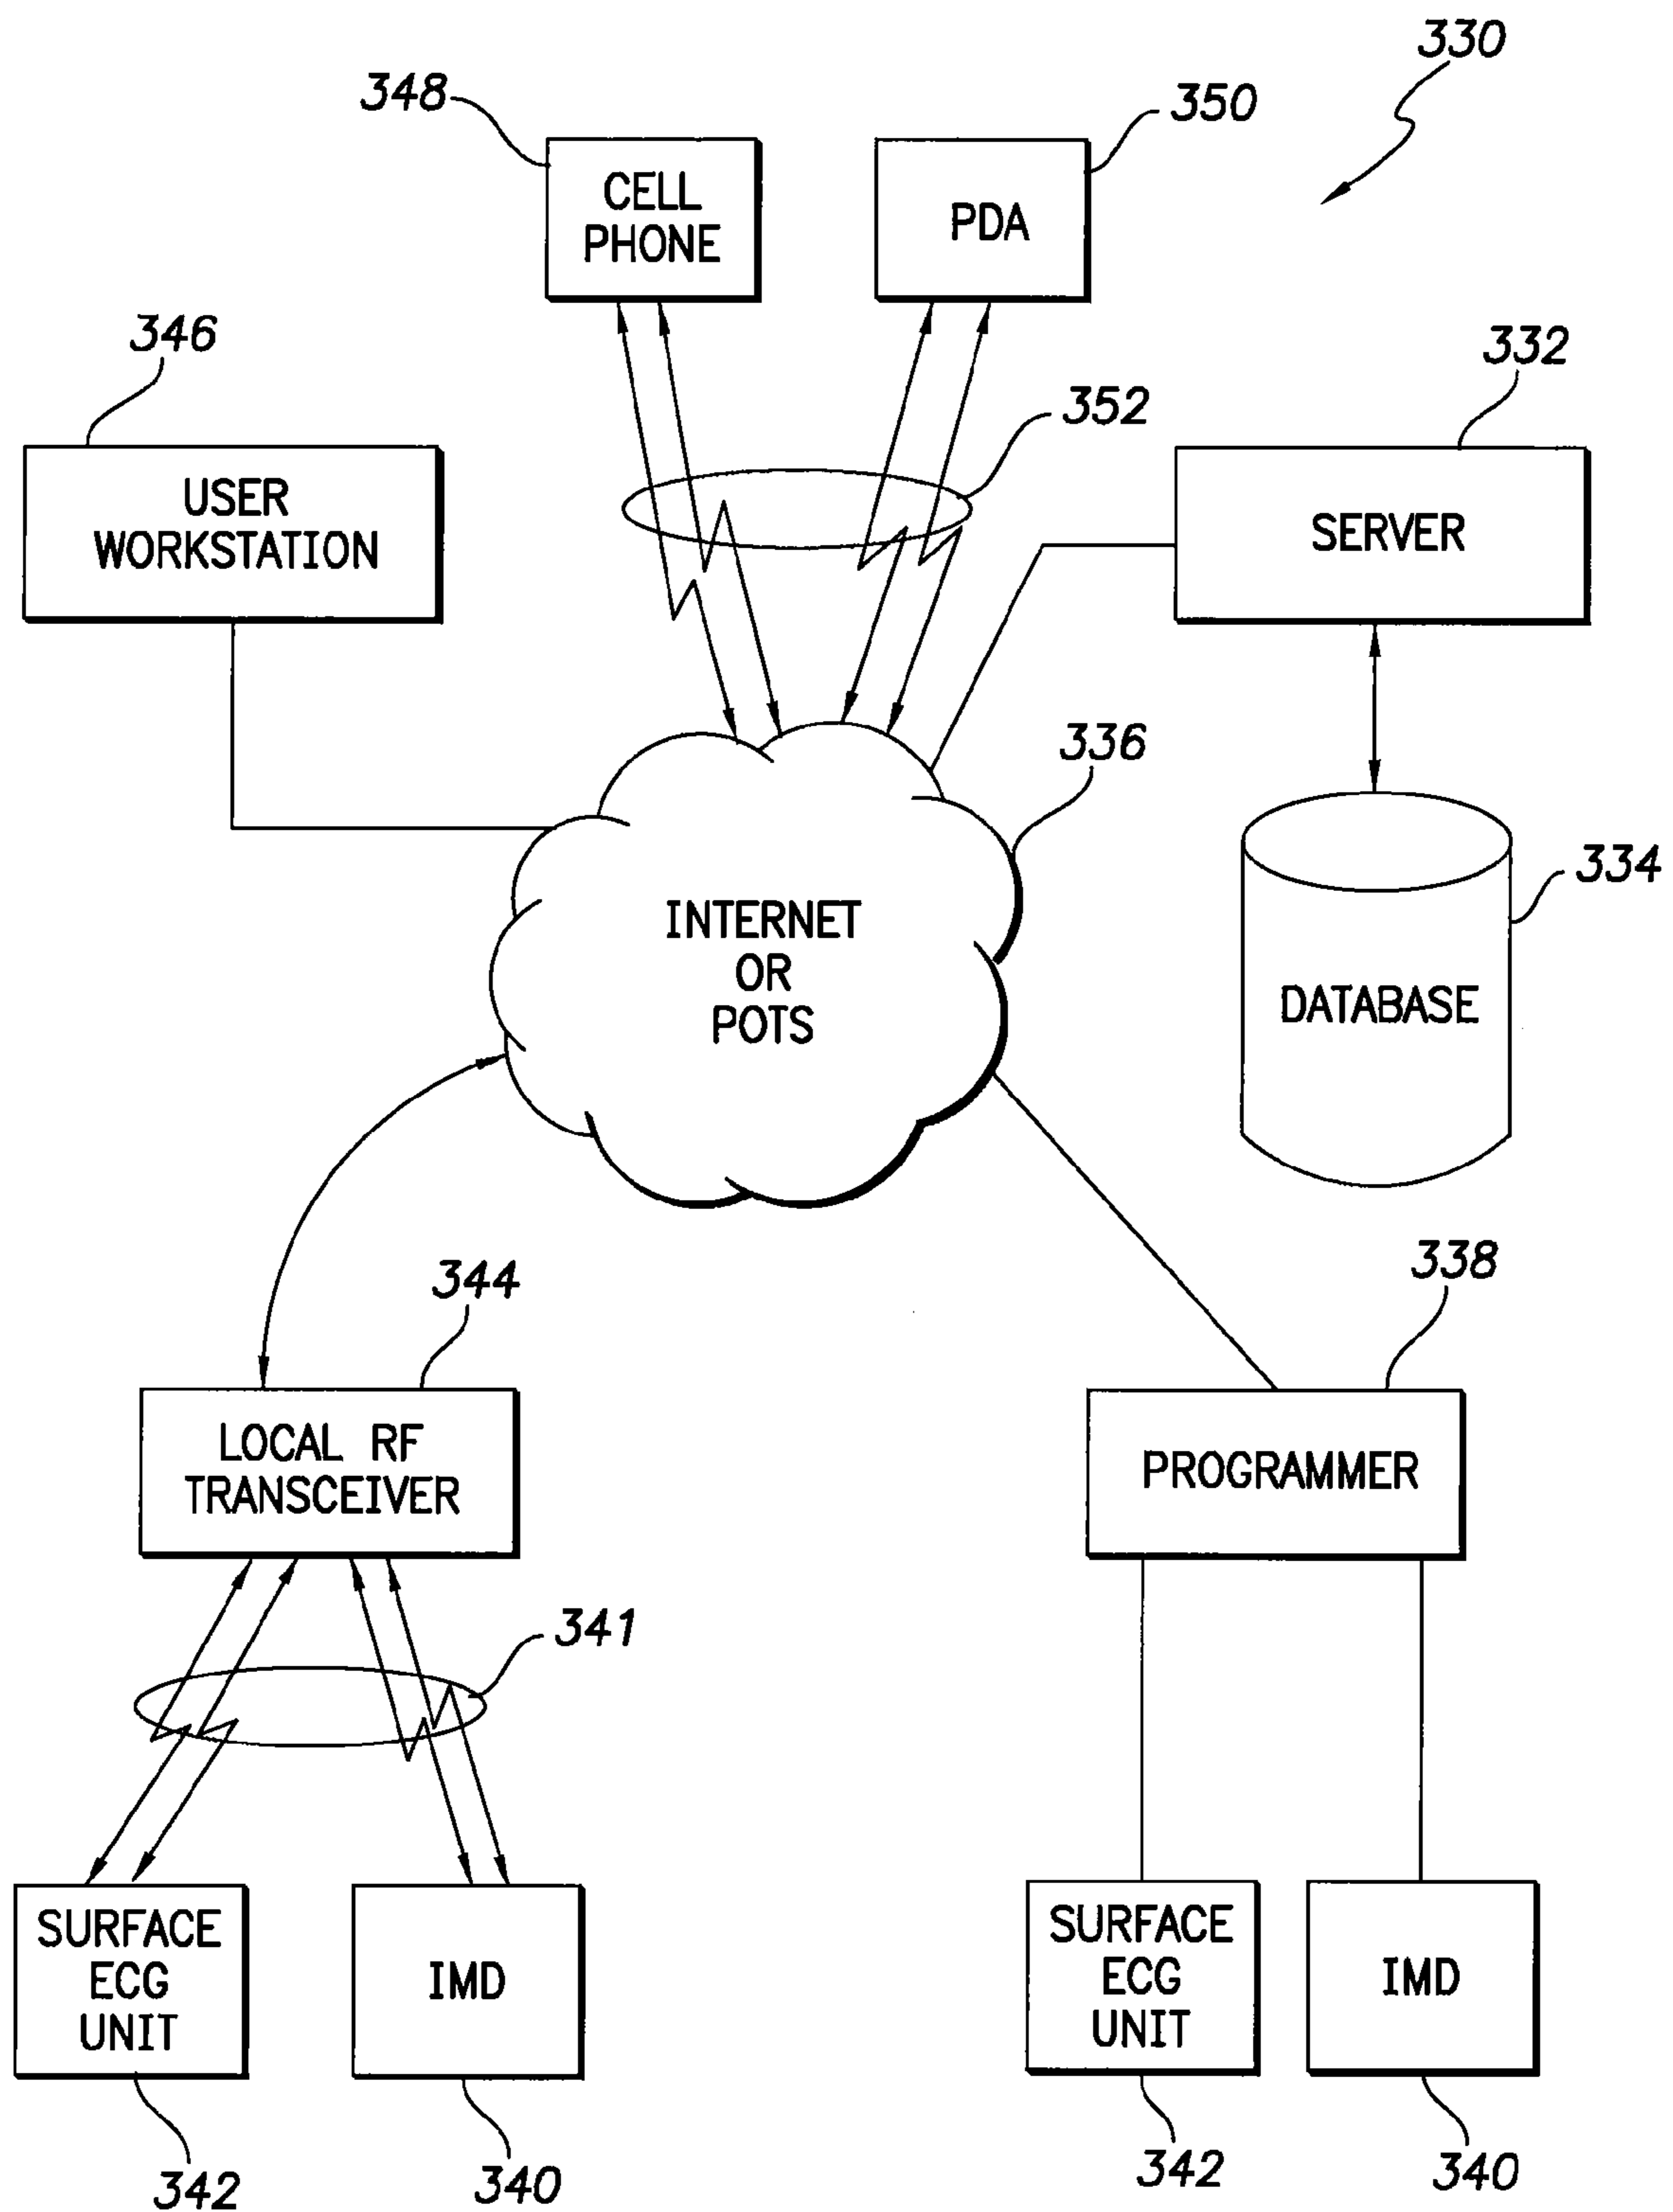 330
348
350
CELL
PHONE
PDA
346
332
352
USER
WORKSTATION
SERVER
336
334
INTERNET
OR
POTS
DATABASE
344
338
LOCAL RF
TRANSCEIVER
PROGRAMMER
341
SURFACE
ECG
UNIT
IMD
SURFACE
ECG
UNIT
IMD
342
340
342
340